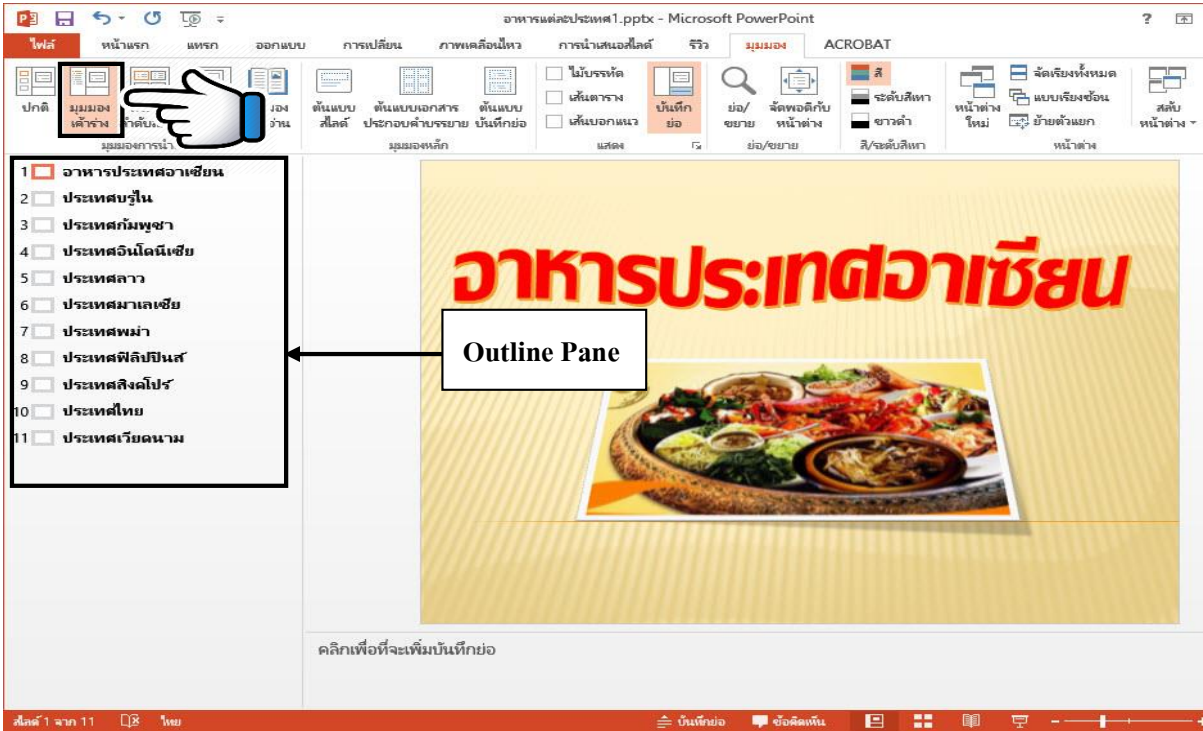 อาหารแต่ละประเทศ1.pptx - Microsoft PowerPoint
ไฟล์ หน้าแรก แทรก ออกแบบ การเปลี่ยน ภาพเคลื่อนไหว การนำเสนอสไลด์ รีวิว มุมมอง ACROBAT
ปกติ มุมมอง เค้าร่าง
ต้นแบบ สไลด์ ต้นแบบเอกสาร ประกอบคำบรรยาย ต้นแบบ บันทึกย่อ
ไม้บรรทัด
เส้นตาราง
เส้นบอกแนว
บันทึก ย่อ
ย่อ/ ขยาย จัดพอดีกับ หน้าต่าง
สี
ระดับสีเทา
ขาวดำ
หน้าต่าง ใหม่
จัดเรียงทั้งหมด
แบบเรียงซ้อน
ย้ายตัวแยก
สลับ หน้าต่าง
มุมมองหลัก แสดง ย่อ/ขยาย สี/ระดับสีเทา หน้าต่าง
1 อาหารประเทศอาเซียน
2 ประเทศบรูไน
3 ประเทศกัมพูชา
4 ประเทศอินโดนีเซีย
5 ประเทศลาว
6 ประเทศมาเลเซีย
7 ประเทศพม่า
8 ประเทศฟิลิปปินส์
9 ประเทศสิงคโปร์
10 ประเทศไทย
11 ประเทศเวียดนาม
อาหารประเทศอาเซียน
Outline Pane
คลิกเพื่อที่จะเพิ่มบันทึกย่อ
สไลด์ 1 จาก 11 ไทย บันทึกย่อ ข้อคิดเห็น